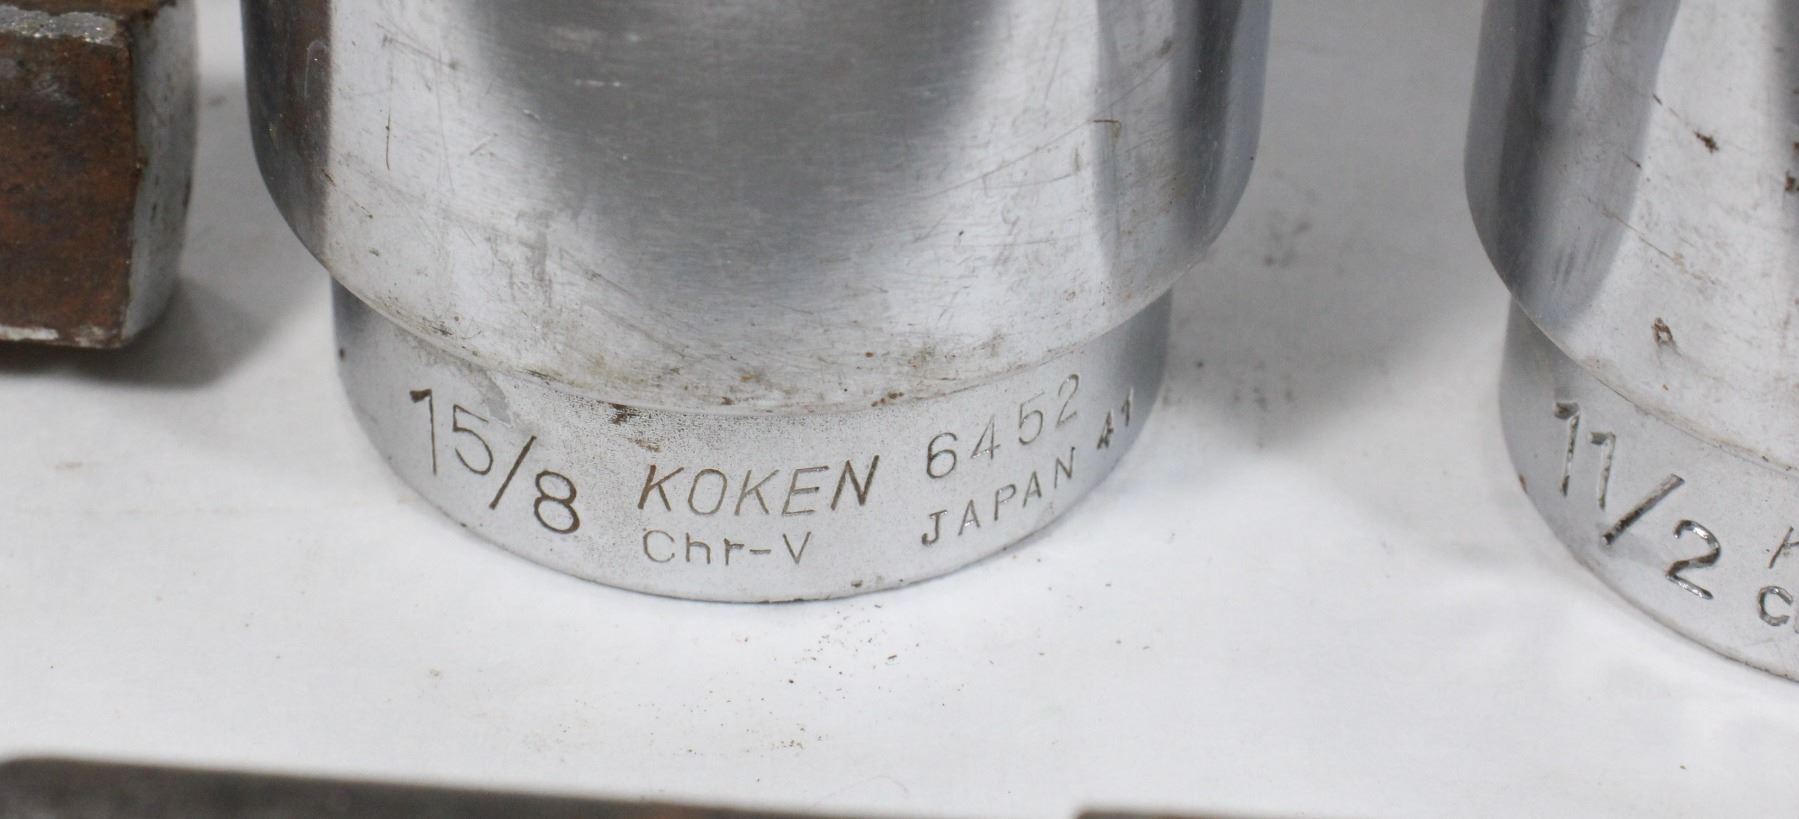 15/8 KOKEN 6452
Chr-V JAPAN 41
11/2